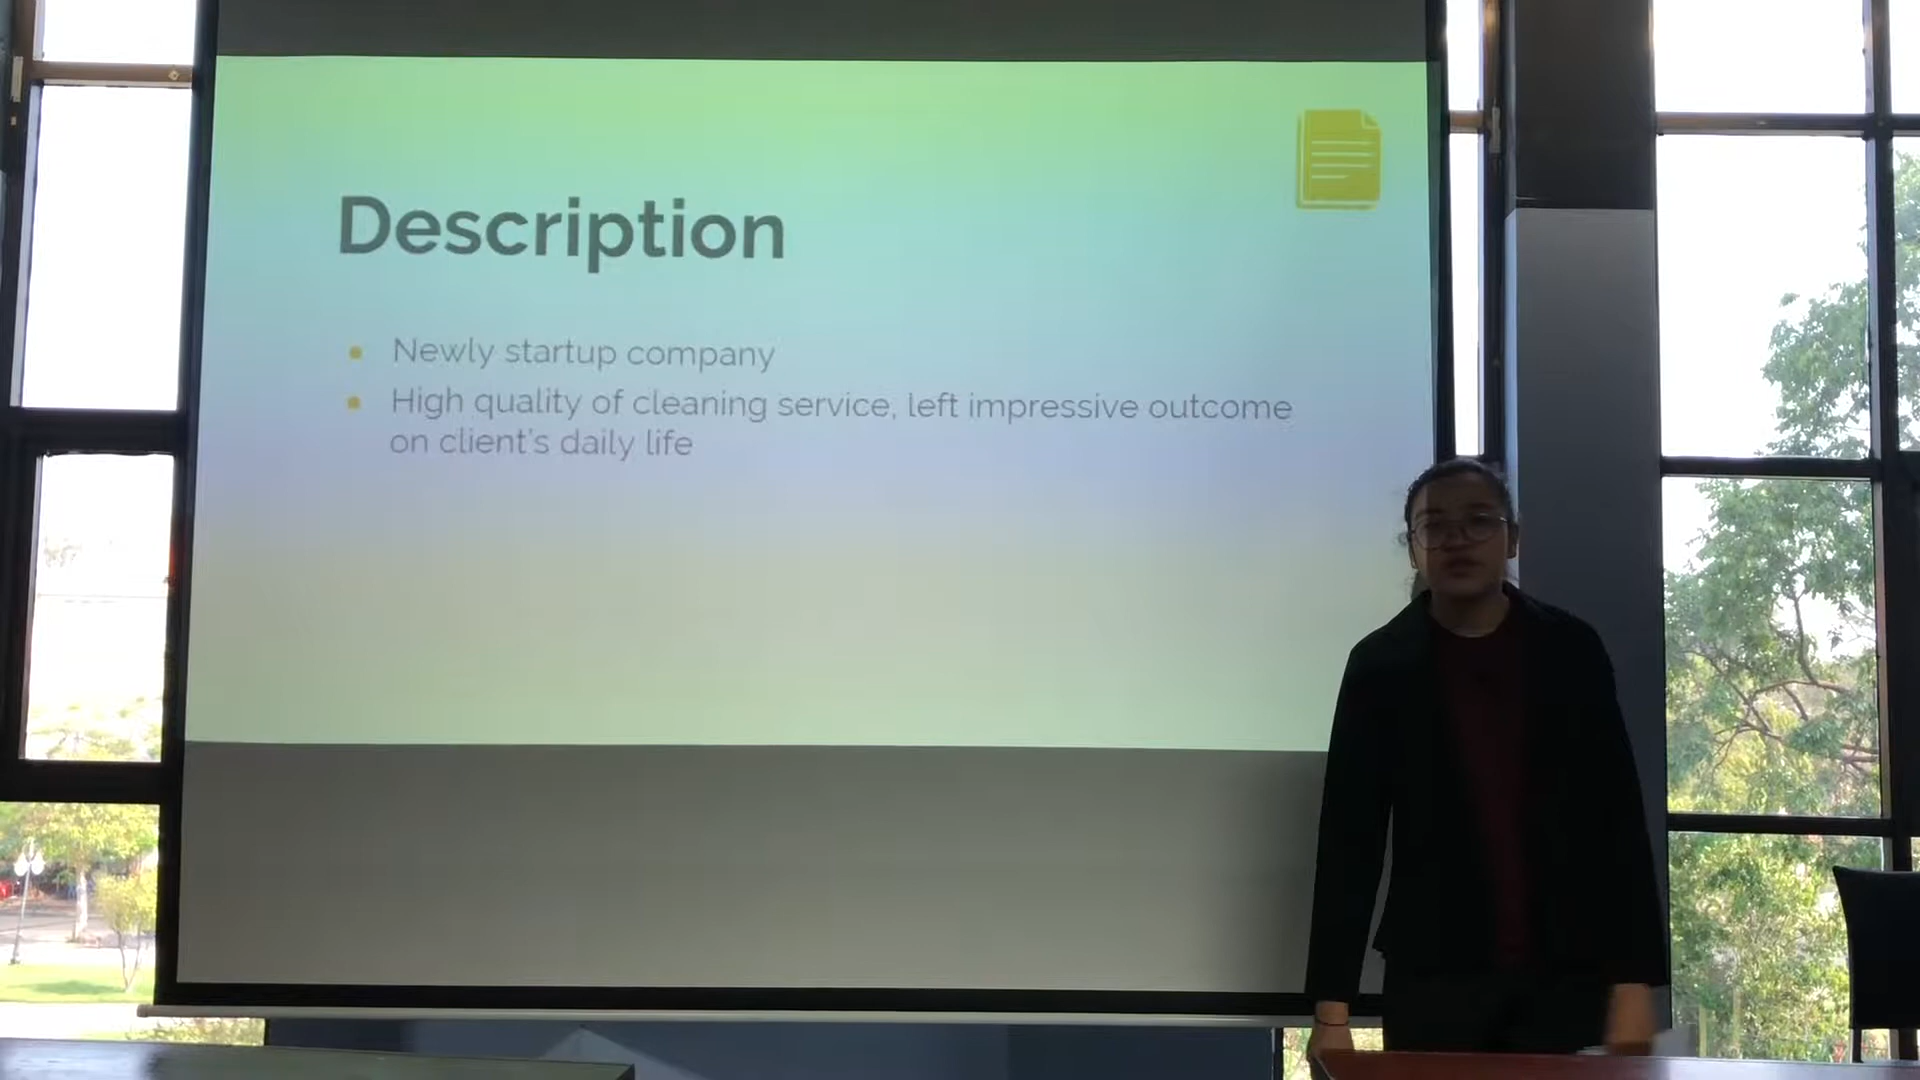 Description
Newly startup company
High quality of cleaning service, left impressive outcome
on client's daily life